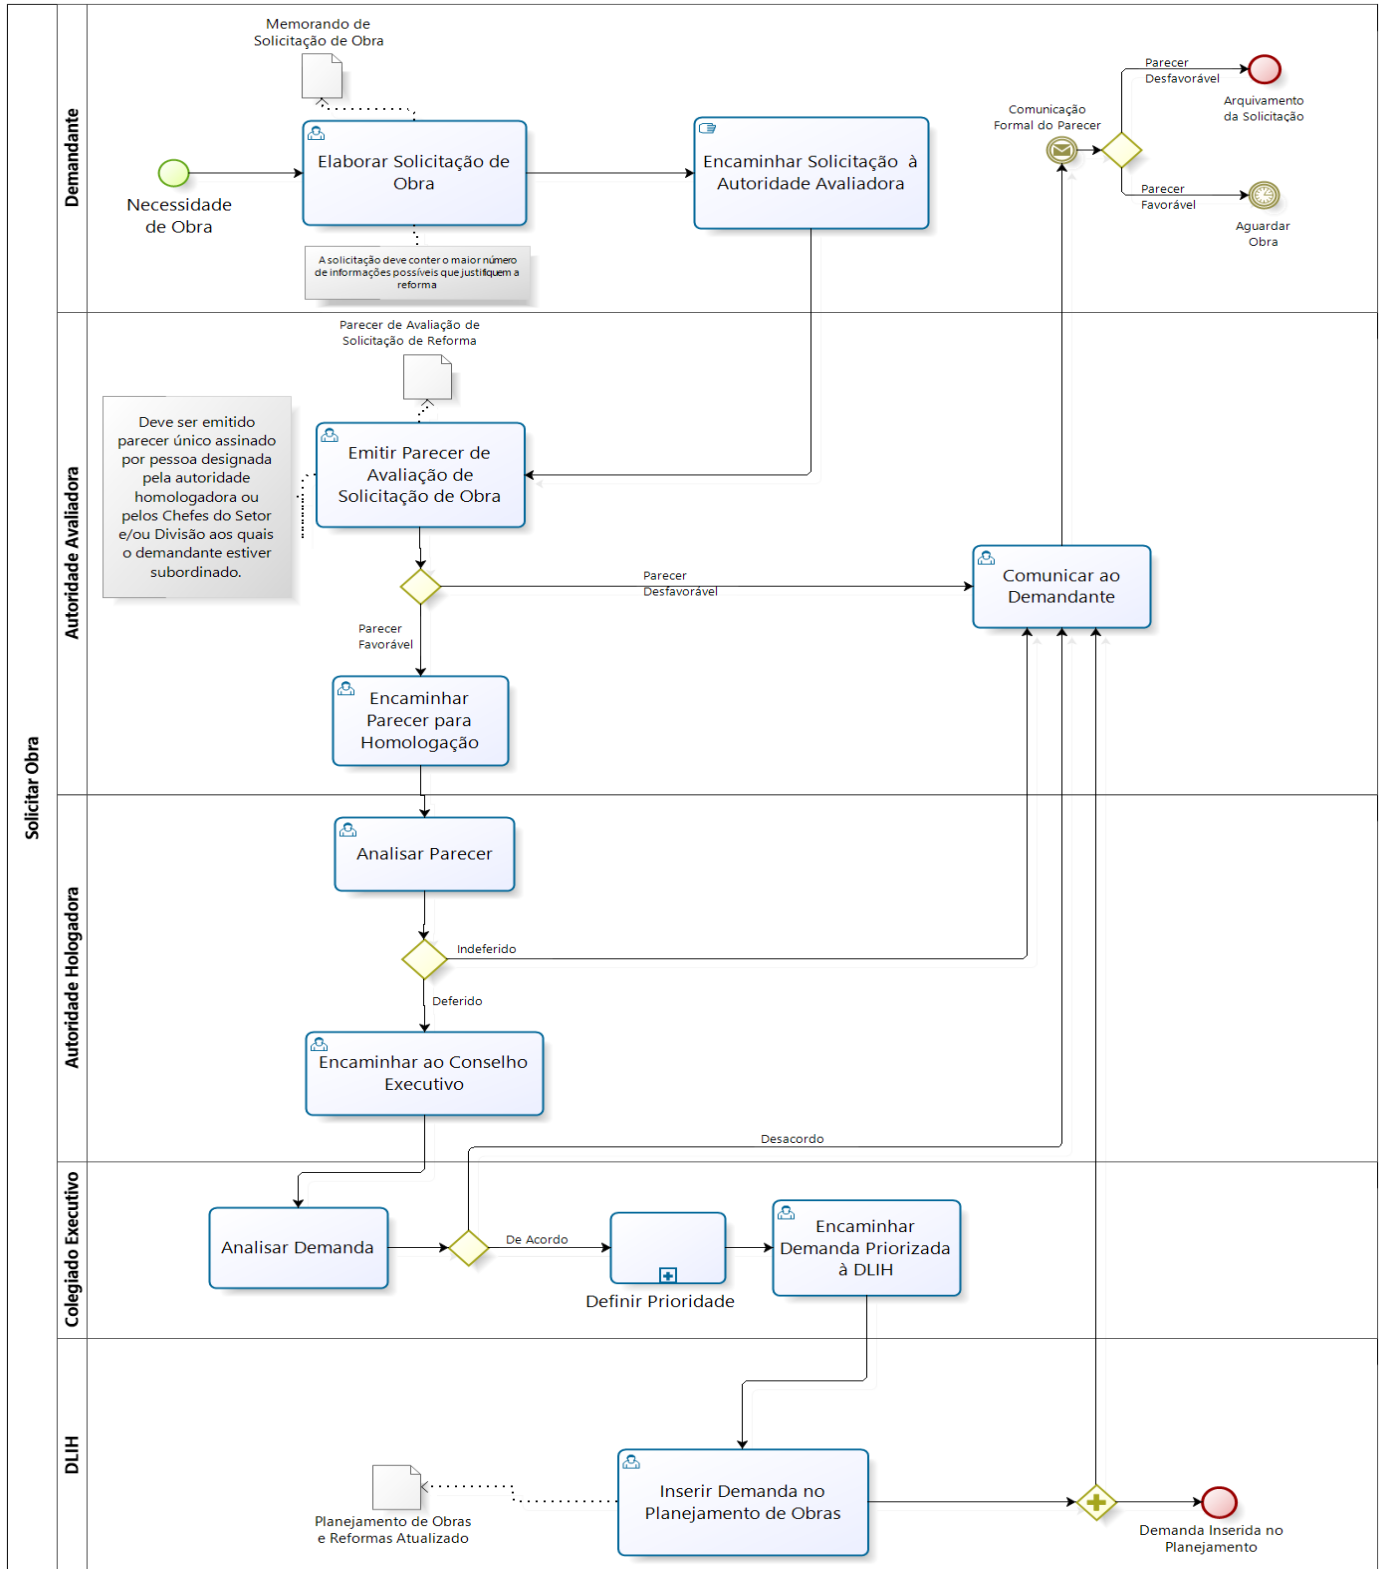 Solicitar Obra
Demandante
Memorando de
Solicitação de Obra
Necessidade
de Obra
Elaborar Solicitação de
Obra
A solicitação deve conter o maior número
de informações possíveis que justifiquem a
reforma
Encaminhar Solicitação à
Autoridade Avaliadora
Comunicação
Formal do Parecer
Parecer
Desfavorável
Arquivamento
da Solicitação
Parecer
Favorável
Aguardar
Obra
Autoridade Avaliadora
Parecer de Avaliação de
Solicitação de Reforma
Deve ser emitido
parecer único assinado
por pessoa designada
pela autoridade
homologadora ou
pelos Chefes do Setor
e/ou Divisão aos quais
o demandante estiver
subordinado.
Emitir Parecer de
Avaliação de
Solicitação de Obra
Parecer
Desfavorável
Comunicar ao
Demandante
Parecer
Favorável
Encaminhar
Parecer para
Homologação
Autoridade Hologadora
Analisar Parecer
Indeferido
Deferido
Encaminhar ao Conselho
Executivo
Desacordo
Colegiado Executivo
Analisar Demanda
De Acordo
Definir Prioridade
Encaminhar
Demanda Priorizada
à DLIH
DLIH
Planejamento de Obras
e Reformas Atualizado
Inserir Demanda no
Planejamento de Obras
Demanda Inserida no
Planejamento